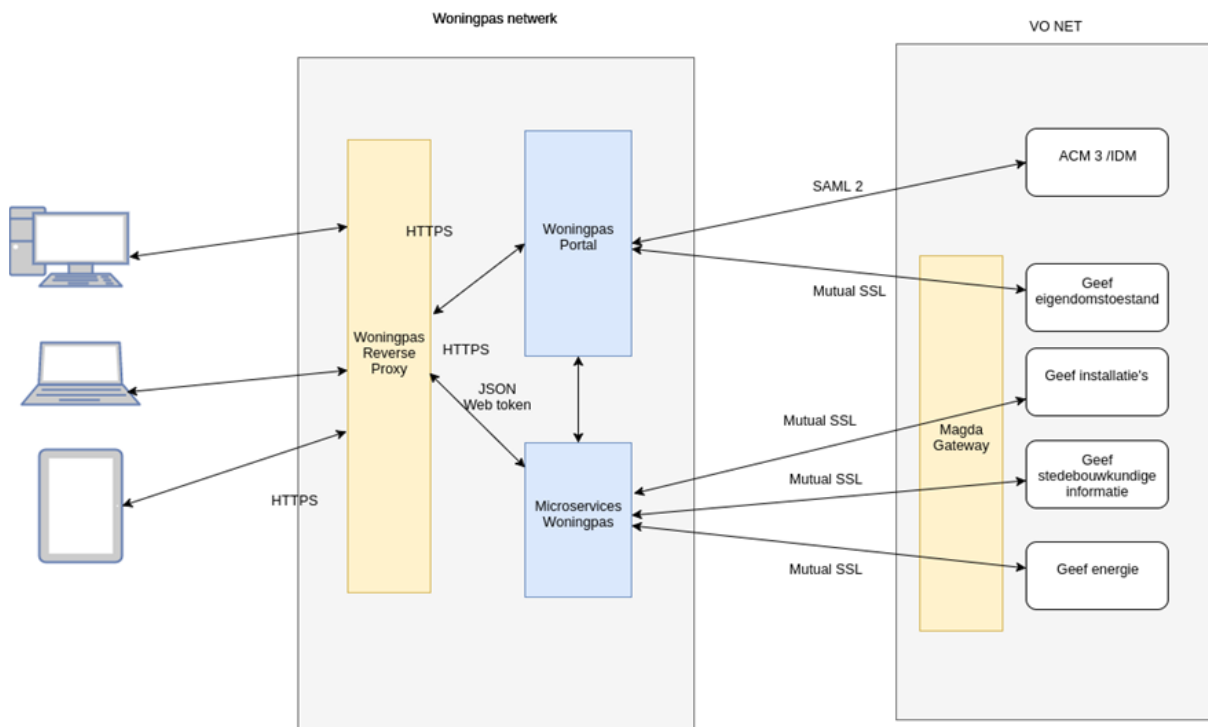 Woningpas netwerk
VO NET
ACM 3 /IDM
SAML 2
HTTPS
Woningpas
Portal
Geef
eigendomstoestand
Mutual SSL
Woningpas
Reverse
Proxy
HTTPS
Geef installatie's
JSON
Web token
Mutual SSL
Magda
Gateway
Geef
stedebouwkundige
informatie
Mutual SSL
HTTPS
Microservices
Woningpas
Mutual SSL
Geef energie